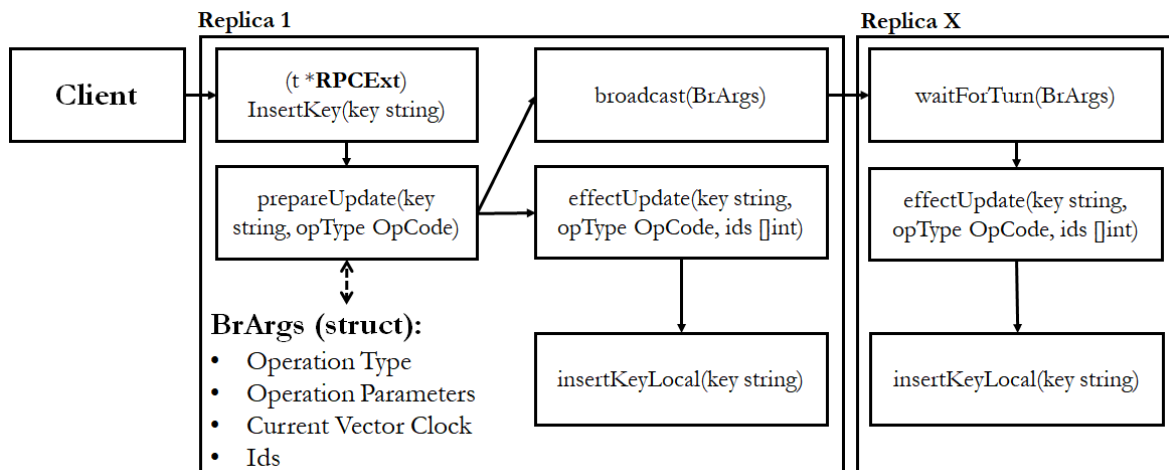 Replica 1
Replica X
Client
(t *RPCExt)
InsertKey(key string)
broadcast(BrArgs)
waitForTurn(BrArgs)
prepareUpdate(key
string, opType OpCode)
effectUpdate(key string,
opType OpCode, ids []int)
effectUpdate(key string,
opType OpCode, ids []int)
BrArgs (struct):
• Operation Type
• Operation Parameters
• Current Vector Clock
• Ids
insertKeyLocal(key string)
insertKeyLocal(key string)